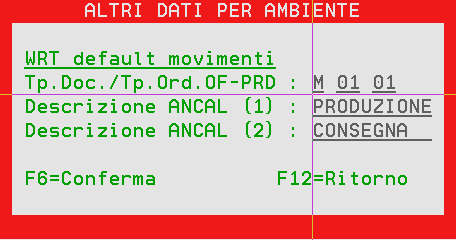 ALTRI DATI PER AMBIENTE
WRT default movimenti
Tp.Doc./Tp.Ord.OF-PRD : M 01 01
Descrizione ANCAL (1) : PRODUZIONE
Descrizione ANCAL (2) : CONSEGNA
F6=Conferma F12=Ritorno